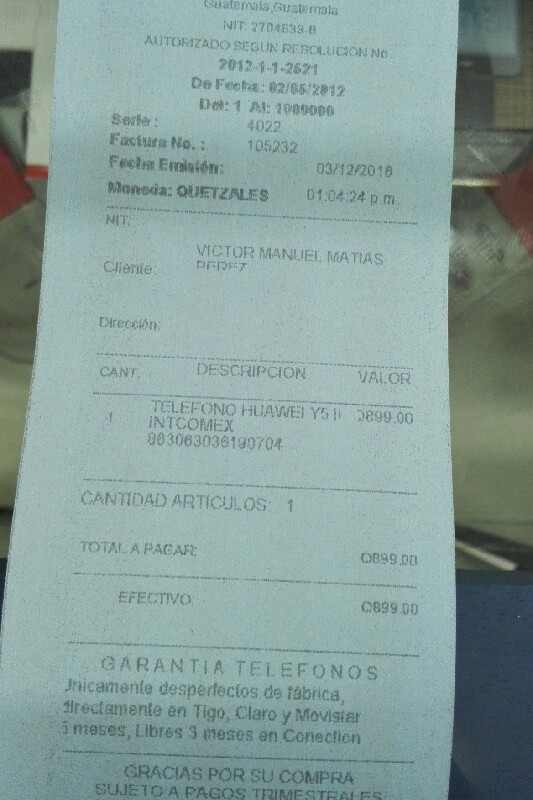 Guatemala,Guatemala
NIT: 2704839-8
AUTORIZADO SEGUN RESOLUCION No.
2012-1-1-2521
De Fecha: 02/05/2012
Del: 1 Al: 1000000
Serie: 4022
Factura No. : 105232
Fecha Emisión: 03/12/2016
Moneda: QUETZALES 01:04:24 p.m.
NIT:
Cliente: VICTOR MANUEL MATIAS
PEREZ
Dirección:
CANT. DESCRIPCION VALOR
1 TELEFONO HUAWEI Y5 II Q899.00
INTCOMEX
863063036190704
CANTIDAD ARTICULOS: 1
TOTAL A PAGAR: Q899.00
EFECTIVO: Q899.00
GARANTIA TELEFONOS
Unicamente desperfectos de fábrica,
directamente en Tigo, Claro y Movistar
meses, Libres 3 meses en Conection
GRACIAS POR SU COMPRA
SUJETO A PAGOS TRIMESTRALES